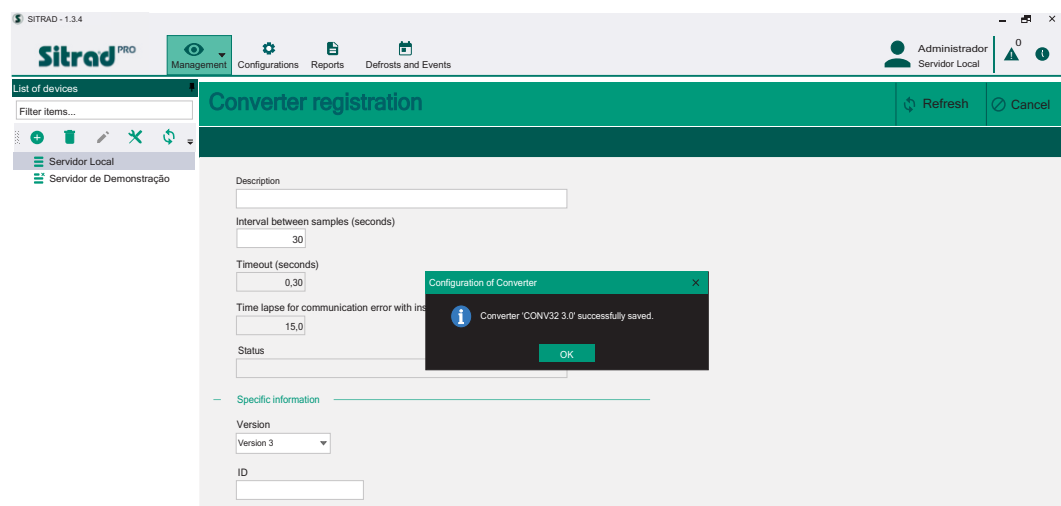 SITRAD - 1.3.4
Sitrad PRO
Management
Configurations
Reports
Defrosts and Events
Administrador
Servidor Local
0
List of devices
Filter items...
Converter registration
Refresh
Cancel
Servidor Local
Servidor de Demonstração
Description
Interval between samples (seconds)
30
Timeout (seconds)
0,30
Time lapse for communication error with ins
15,0
Status
Configuration of Converter
Converter 'CONV32 3.0' successfully saved.
OK
Specific information
Version
Version 3
ID